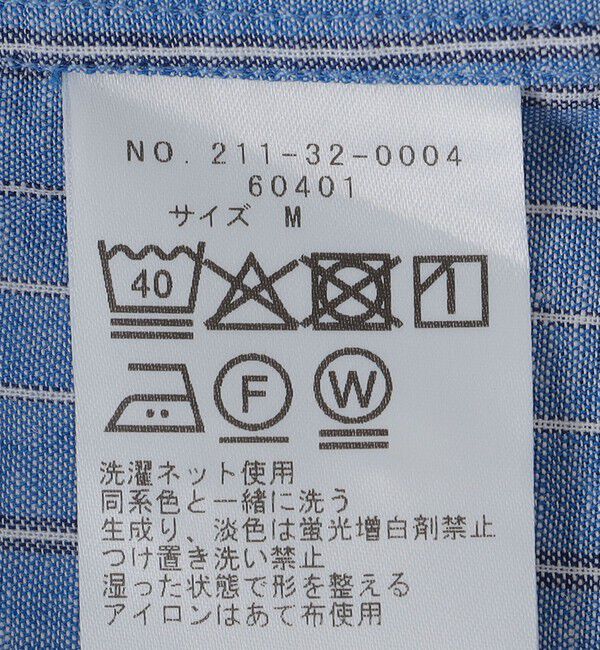 NO. 211-32-0004
60401
サイズ M
40
F W
洗濯ネット使用
同系色と一緒に洗う
生成り、淡色は蛍光増白剤禁止
つけ置き洗い禁止
湿った状態で形を整える
アイロンはあて布使用